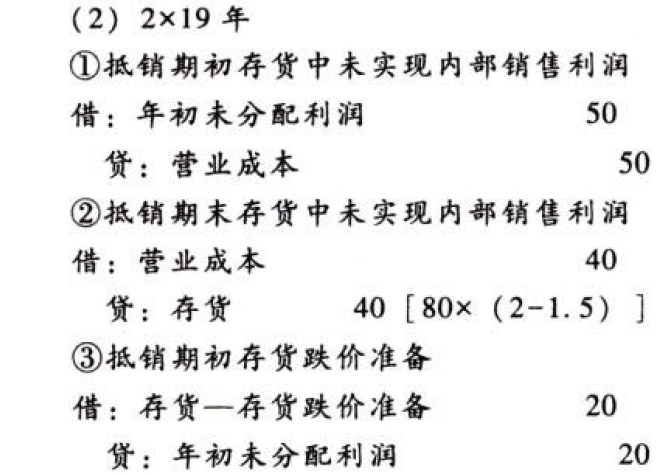 (2) 2×19 年
①抵销期初存货中未实现内部销售利润
借：年初未分配利润 50
贷：营业成本 50
②抵销期末存货中未实现内部销售利润
借：营业成本 40
贷：存货 40 [80×（2-1.5）]
③抵销期初存货跌价准备
借：存货—存货跌价准备 20
贷：年初未分配利润 20